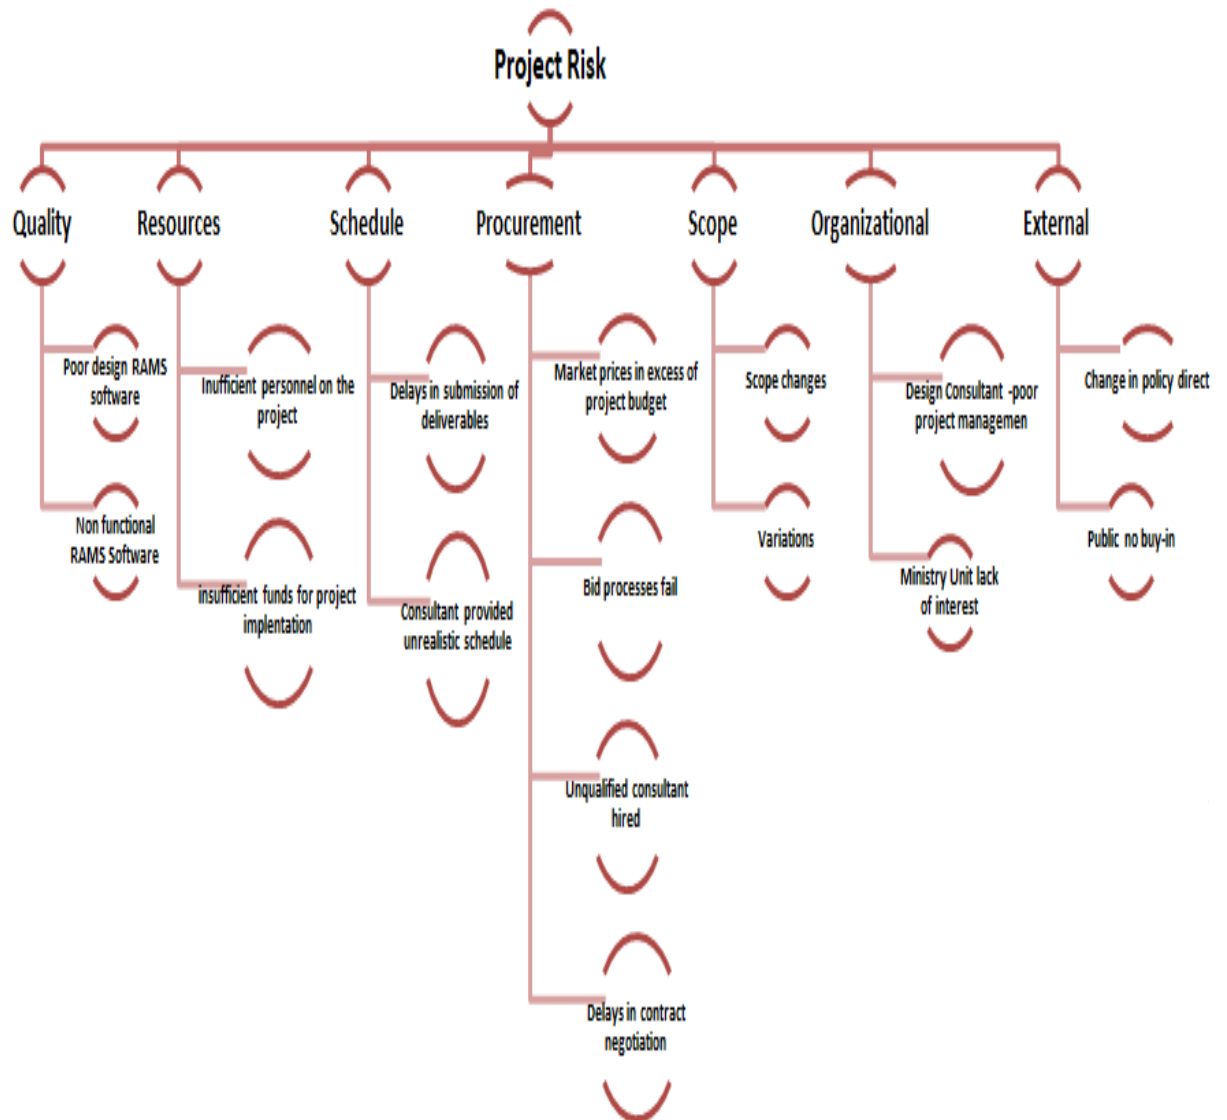 Project Risk
Quality
Resources
Schedule
Procurement
Scope
Organizational
External
Poor design RAMS
software
Non functional
RAMS Software
Inufficient personnel on the
project
insufficient funds for project
implentation
Delays in submission of
deliverables
Consultant provided
unrealistic schedule
Market prices in excess of
project budget
Bid processes fail
Unqualified consultant
hired
Delays in contract
negotiation
Scope changes
Variations
Design Consultant -poor
project managemen
Ministry Unit lack
of interest
Change in policy direct
Public no buy-in